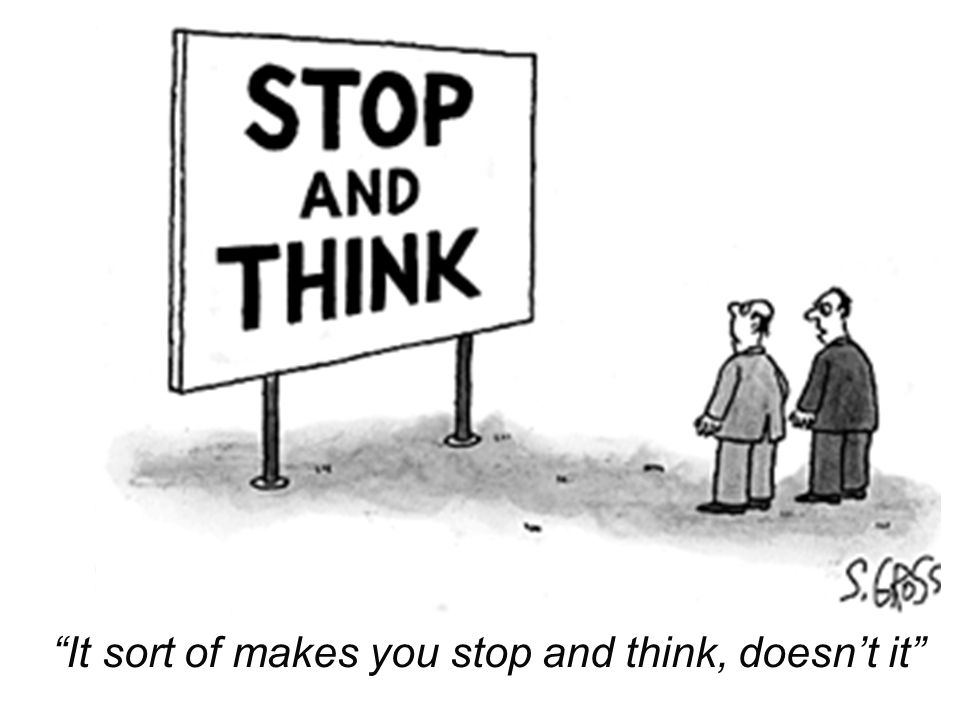 STOP
AND
THINK
S. GROSS
“It sort of makes you stop and think, doesn’t it”